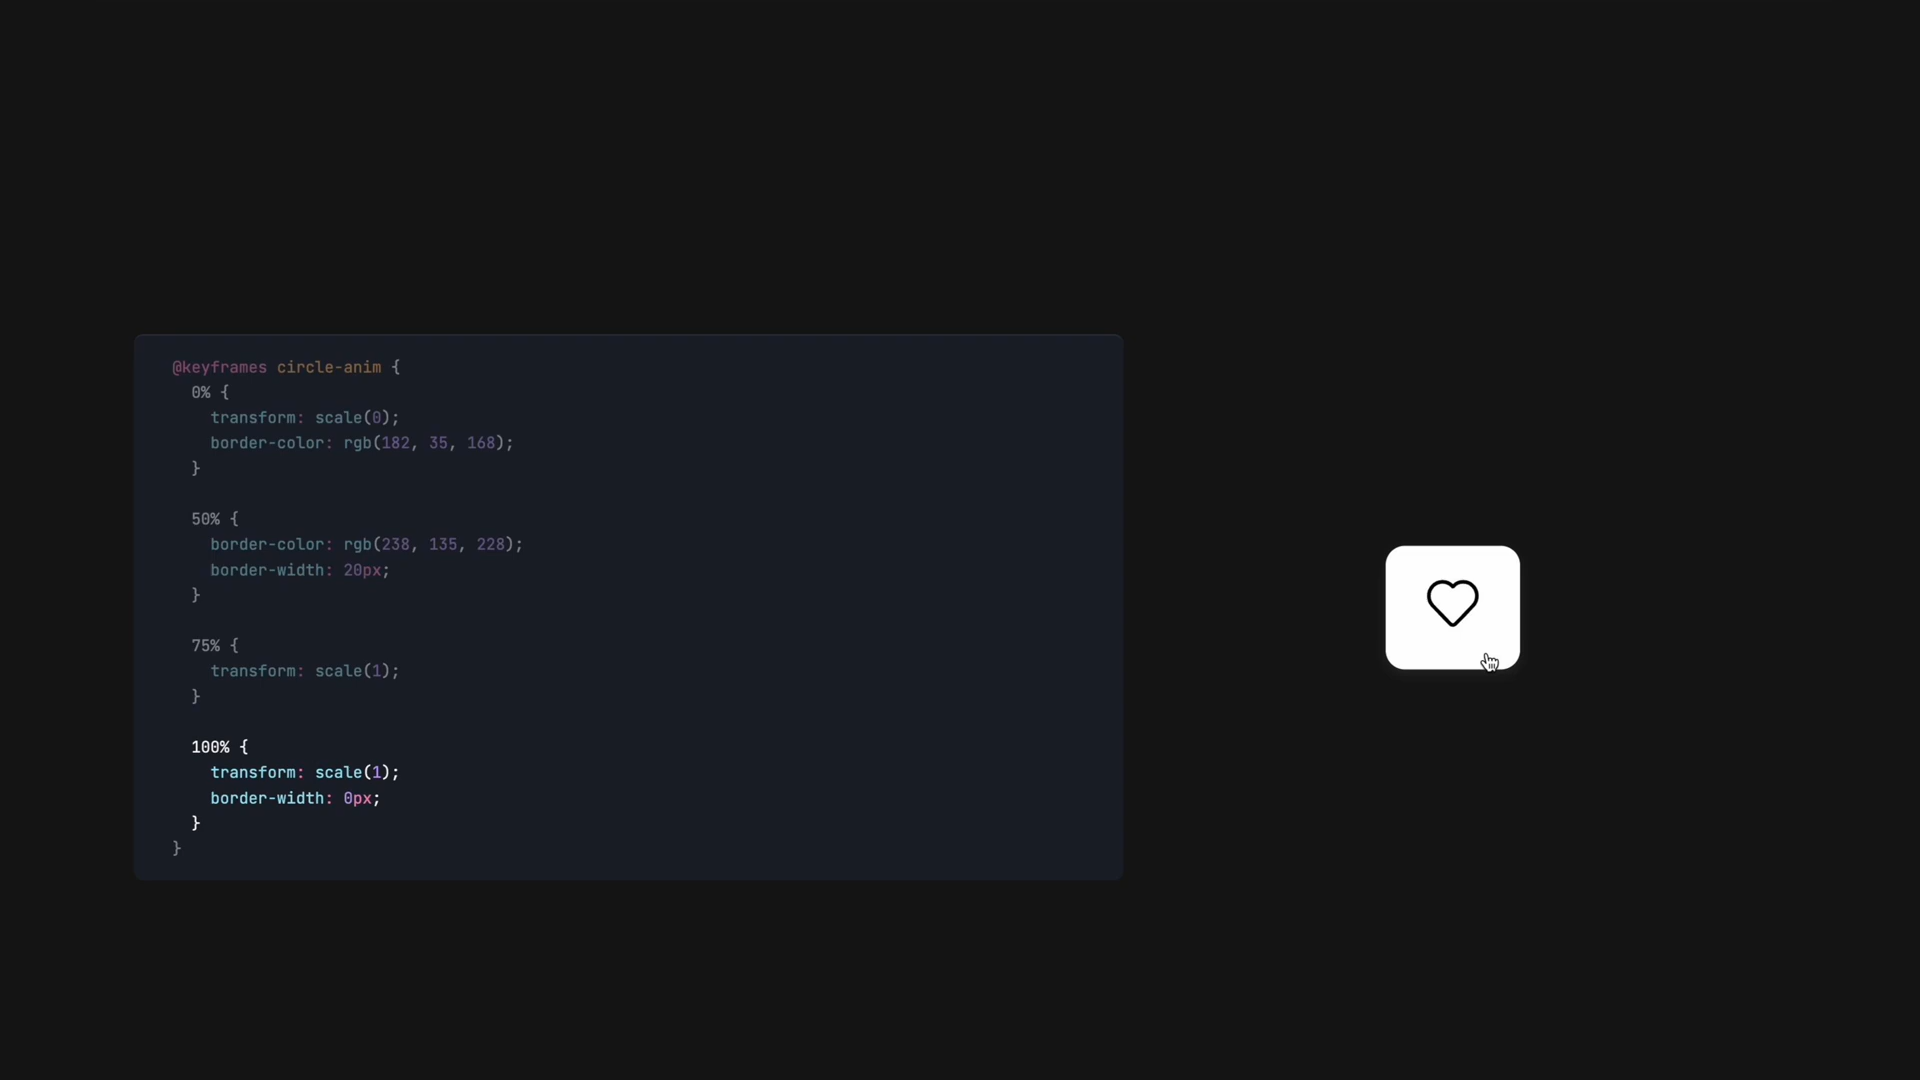 @keyframes circle-anim {
0% {
transform: scale(0);
border-color: rgb(182, 35, 168);
}
50% {
border-color: rgb(238, 135, 228);
border-width: 20px;
}
75% {
transform: scale(1);
}
100% {
transform: scale(1);
border-width: 0px;
}
}